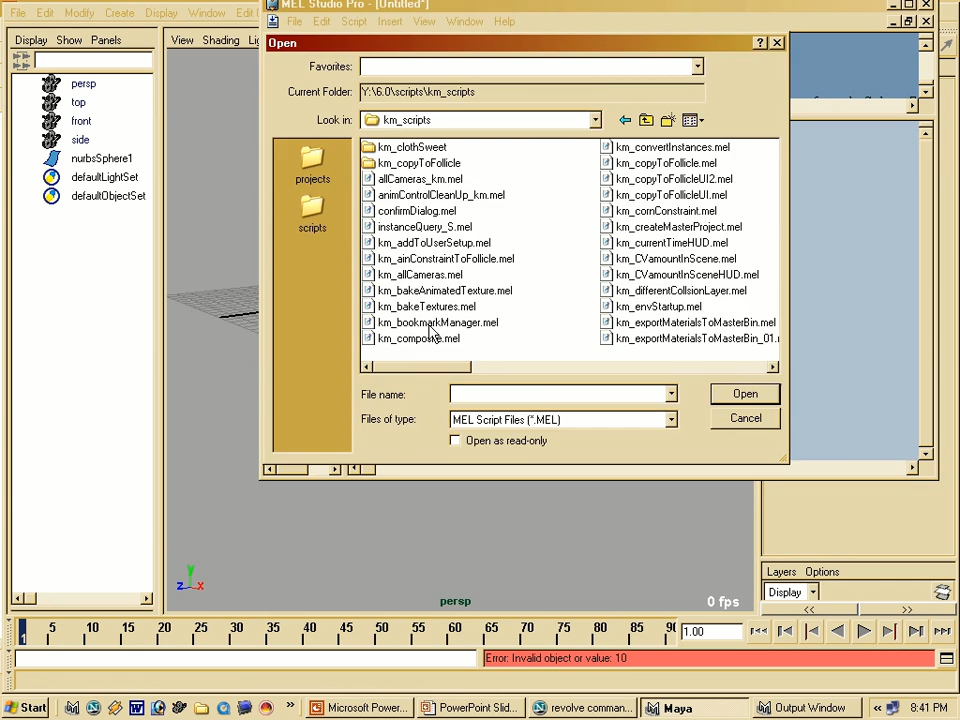 MEL Studio Pro - [Untitled*]
File Edit Modify Create Display Window
File Edit Script Insert View Window Help
Display Show Panels
View Shading
Open
Favorites:
Current Folder: Y:\6.0\scripts\km_scripts
Look in: km_scripts
persp
top
front
side
nurbsSphere1
defaultLightSet
defaultObjectSet
projects
scripts
km_clothSweet
km_copyToFollicle
allCameras_km.mel
animControlCleanUp_km.mel
confirmDialog.mel
instanceQuery_S.mel
km_addToUserSetup.mel
km_ainConstraintToFollicle.mel
km_allCameras.mel
km_bakeAnimatedTexture.mel
km_bakeTextures.mel
km_bookmarkManager.mel
km_composite.mel
km_convertInstances.mel
km_copyToFollicle.mel
km_copyToFollicleUI2.mel
km_copyToFollicleUI.mel
km_cornConstraint.mel
km_createMasterProject.mel
km_currentTimeHUD.mel
km_CVamountInScene.mel
km_CVamountInSceneHUD.mel
km_differentCollsionLayer.mel
km_envStartup.mel
km_exportMaterialsToMasterBin.mel
km_exportMaterialsToMasterBin_01.
File name:
Open
Files of type: MEL Script Files (*.MEL)
Cancel
Open as read-only
z x y
persp
0 fps
Layers Options
Display
<< >>
1 5 10 15 20 25 30 35 40 45 50 55 60 65 70 75 80 85 90
1.00
Error: Invalid object or value: 10
Start
»
Microsoft Power...
PowerPoint Slid...
revolve comman...
Maya
Output Window
«
8:41 PM